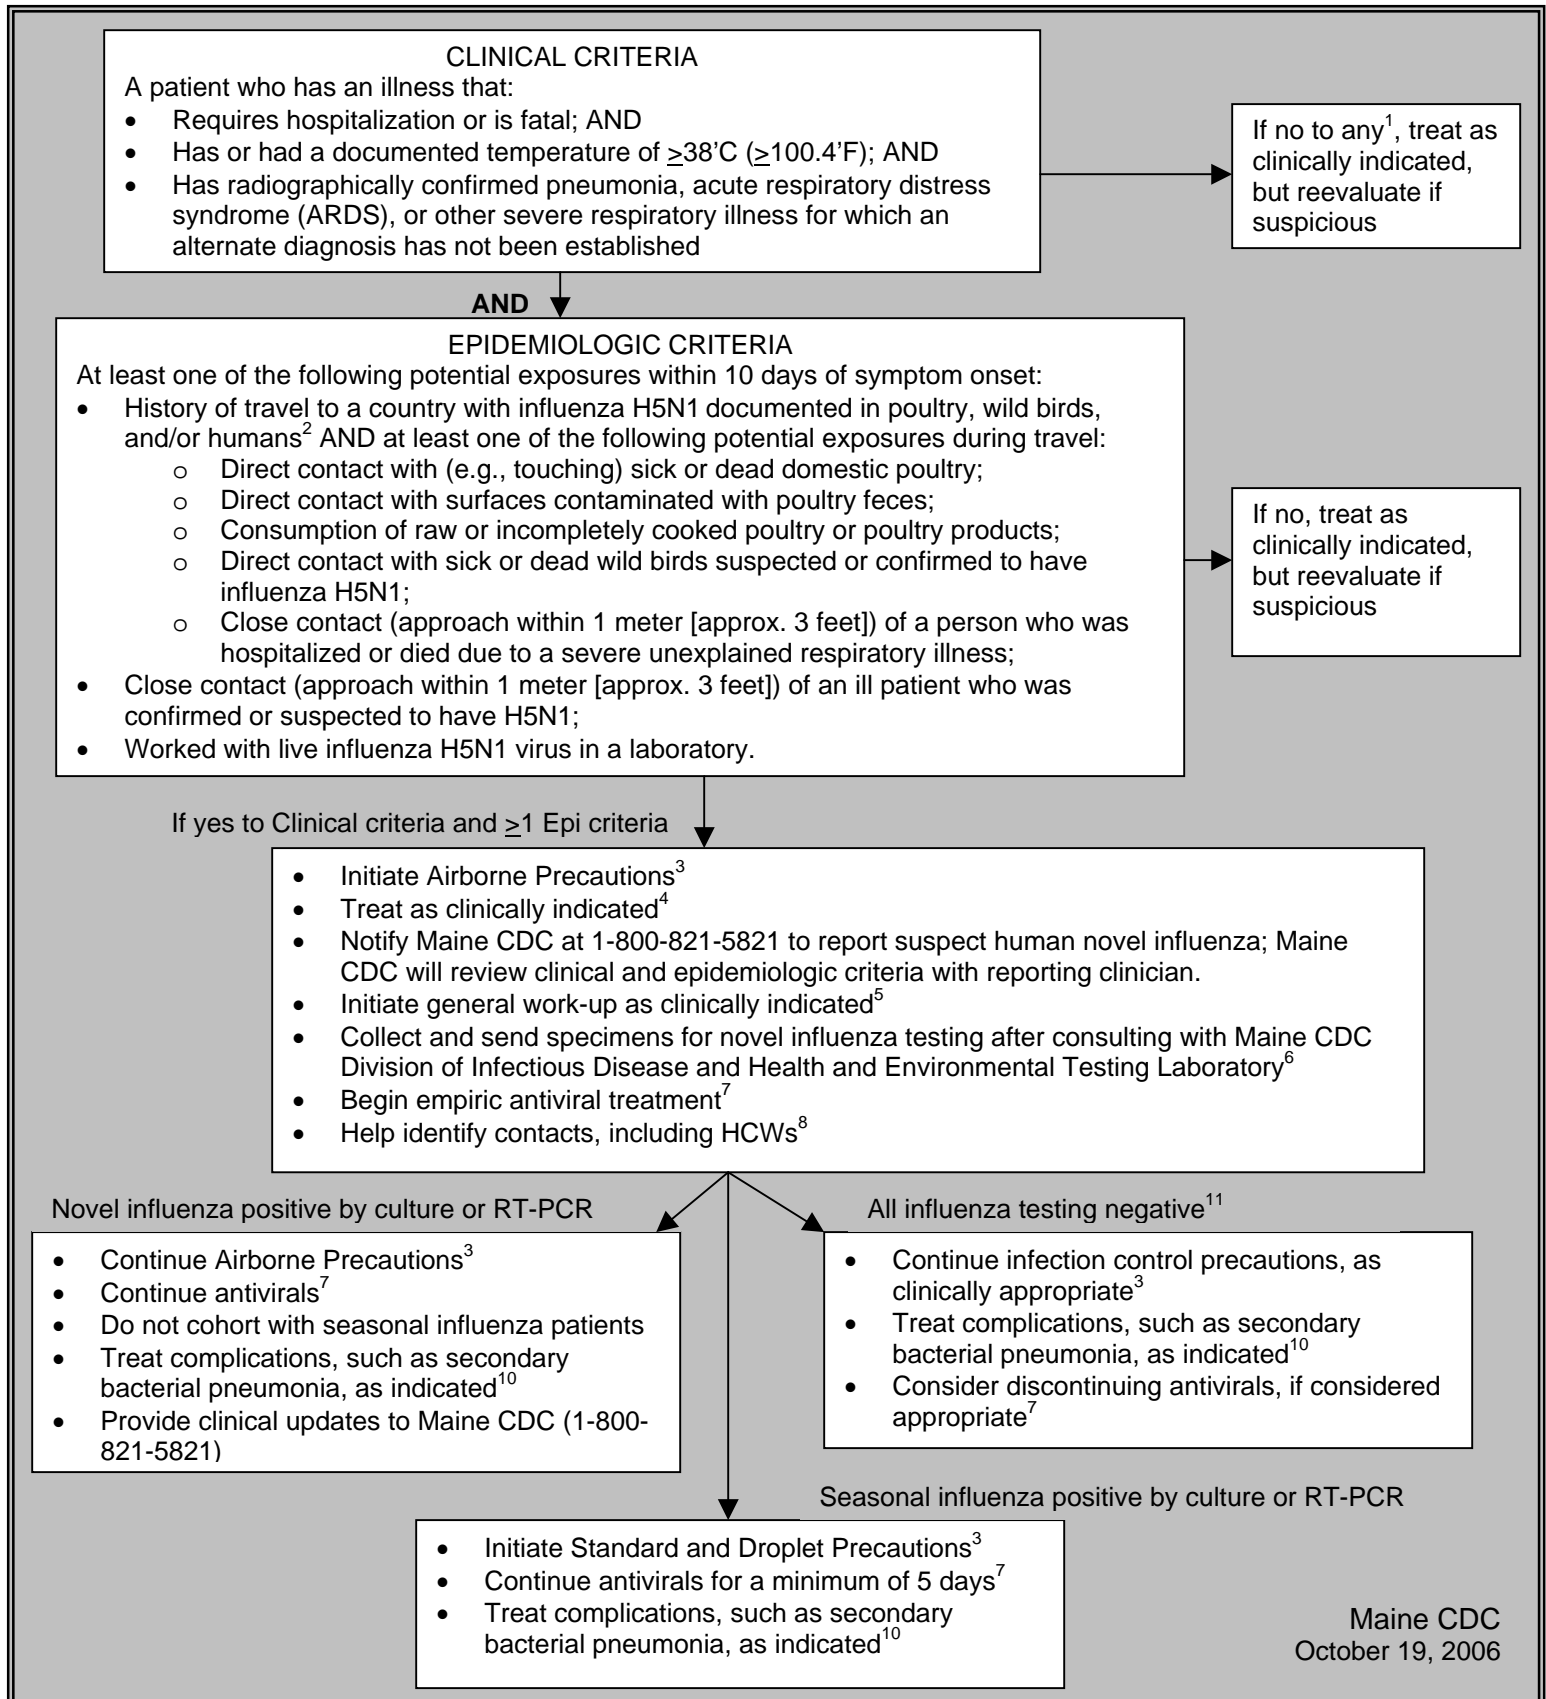 CLINICAL CRITERIA
A patient who has an illness that:
• Requires hospitalization or is fatal; AND
• Has or had a documented temperature of >38'C (>100.4'F); AND
• Has radiographically confirmed pneumonia, acute respiratory distress
syndrome (ARDS), or other severe respiratory illness for which an
alternate diagnosis has not been established
If no to any1, treat as
clinically indicated,
but reevaluate if
suspicious
AND
EPIDEMIOLOGIC CRITERIA
At least one of the following potential exposures within 10 days of symptom onset:
• History of travel to a country with influenza H5N1 documented in poultry, wild birds,
and/or humans2 AND at least one of the following potential exposures during travel:
o Direct contact with (e.g., touching) sick or dead domestic poultry;
o Direct contact with surfaces contaminated with poultry feces;
o Consumption of raw or incompletely cooked poultry or poultry products;
o Direct contact with sick or dead wild birds suspected or confirmed to have
influenza H5N1;
o Close contact (approach within 1 meter [approx. 3 feet]) of a person who was
hospitalized or died due to a severe unexplained respiratory illness;
• Close contact (approach within 1 meter [approx. 3 feet]) of an ill patient who was
confirmed or suspected to have H5N1;
• Worked with live influenza H5N1 virus in a laboratory.
If no, treat as
clinically indicated,
but reevaluate if
suspicious
If yes to Clinical criteria and >1 Epi criteria
• Initiate Airborne Precautions3
• Treat as clinically indicated4
• Notify Maine CDC at 1-800-821-5821 to report suspect human novel influenza; Maine
CDC will review clinical and epidemiologic criteria with reporting clinician.
• Initiate general work-up as clinically indicated5
• Collect and send specimens for novel influenza testing after consulting with Maine CDC
Division of Infectious Disease and Health and Environmental Testing Laboratory6
• Begin empiric antiviral treatment7
• Help identify contacts, including HCWs8
Novel influenza positive by culture or RT-PCR
• Continue Airborne Precautions3
• Continue antivirals7
• Do not cohort with seasonal influenza patients
• Treat complications, such as secondary
bacterial pneumonia, as indicated10
• Provide clinical updates to Maine CDC (1-800-
821-5821)
All influenza testing negative11
• Continue infection control precautions, as
clinically appropriate3
• Treat complications, such as secondary
bacterial pneumonia, as indicated10
• Consider discontinuing antivirals, if considered
appropriate7
Seasonal influenza positive by culture or RT-PCR
• Initiate Standard and Droplet Precautions3
• Continue antivirals for a minimum of 5 days7
• Treat complications, such as secondary
bacterial pneumonia, as indicated10
Maine CDC
October 19, 2006